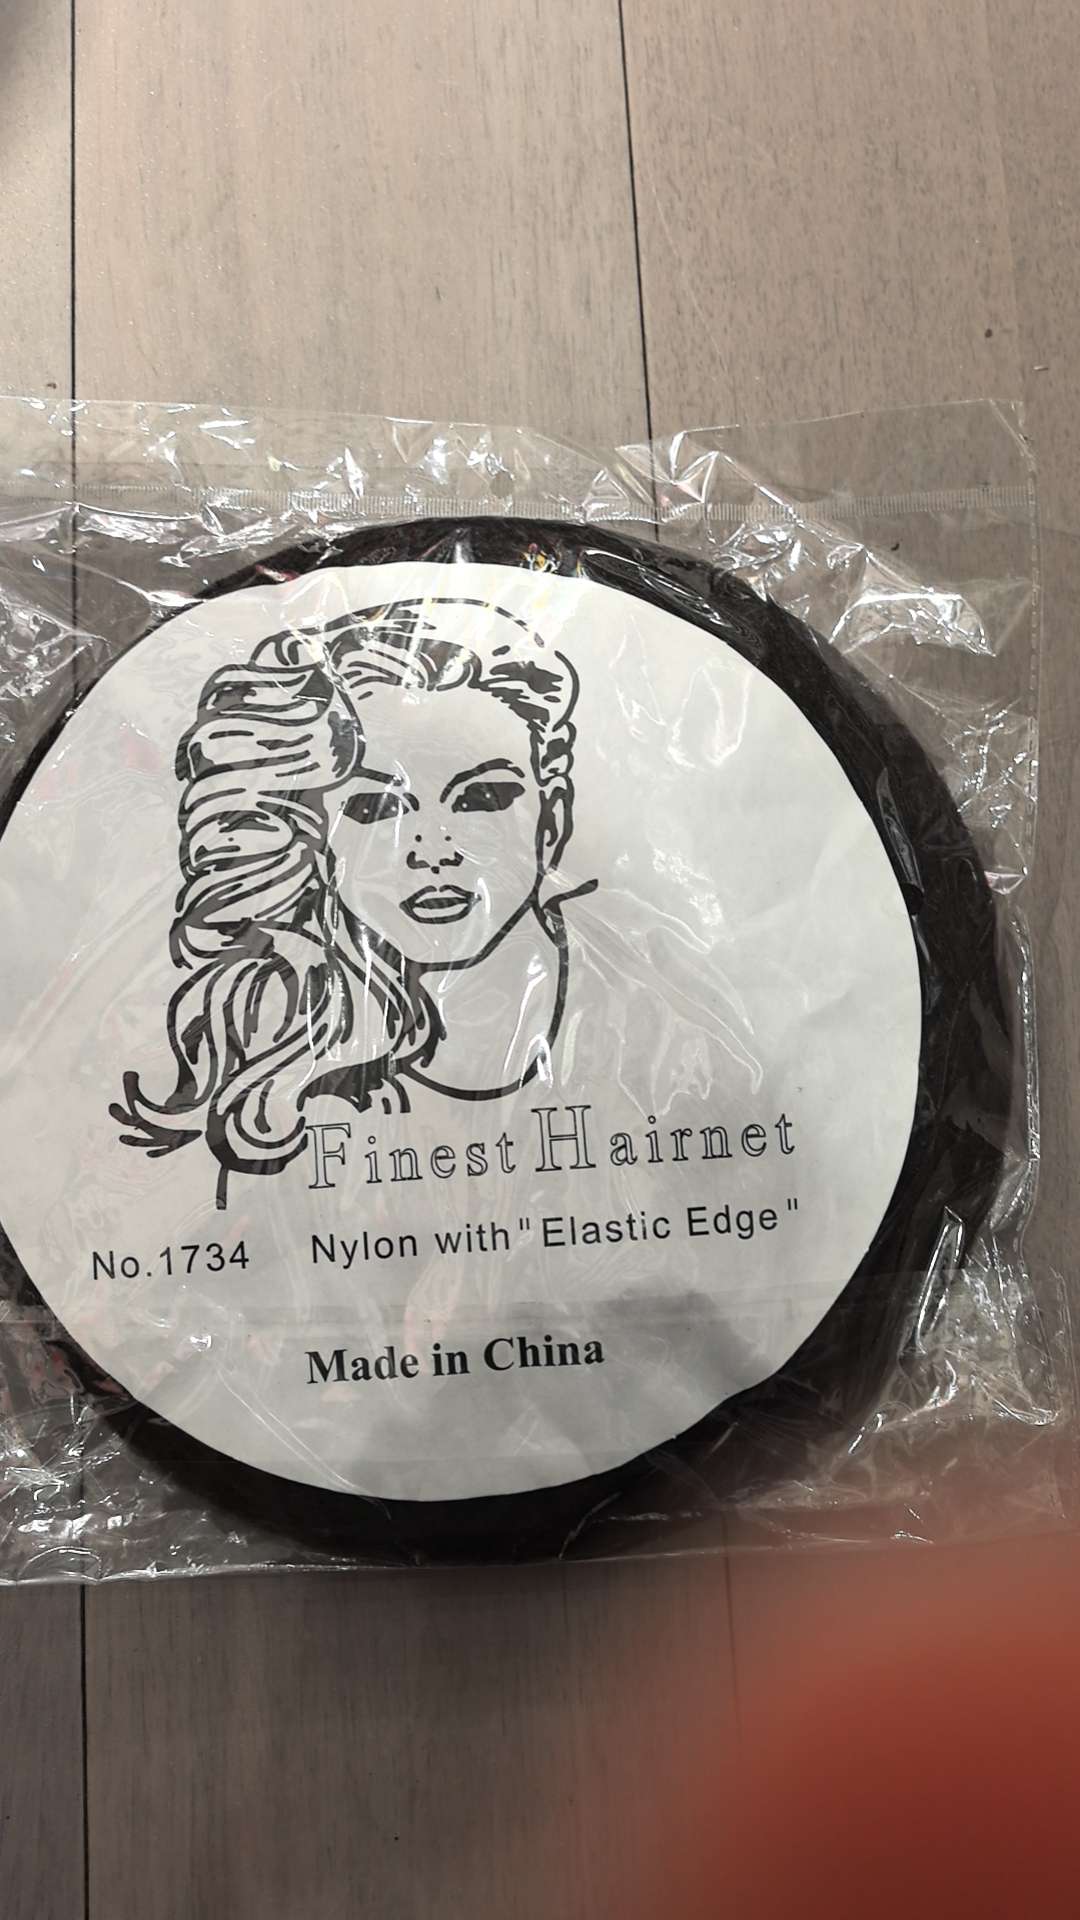 Finest Hairnet
No.1734 Nylon with "Elastic Edge"
Made in China